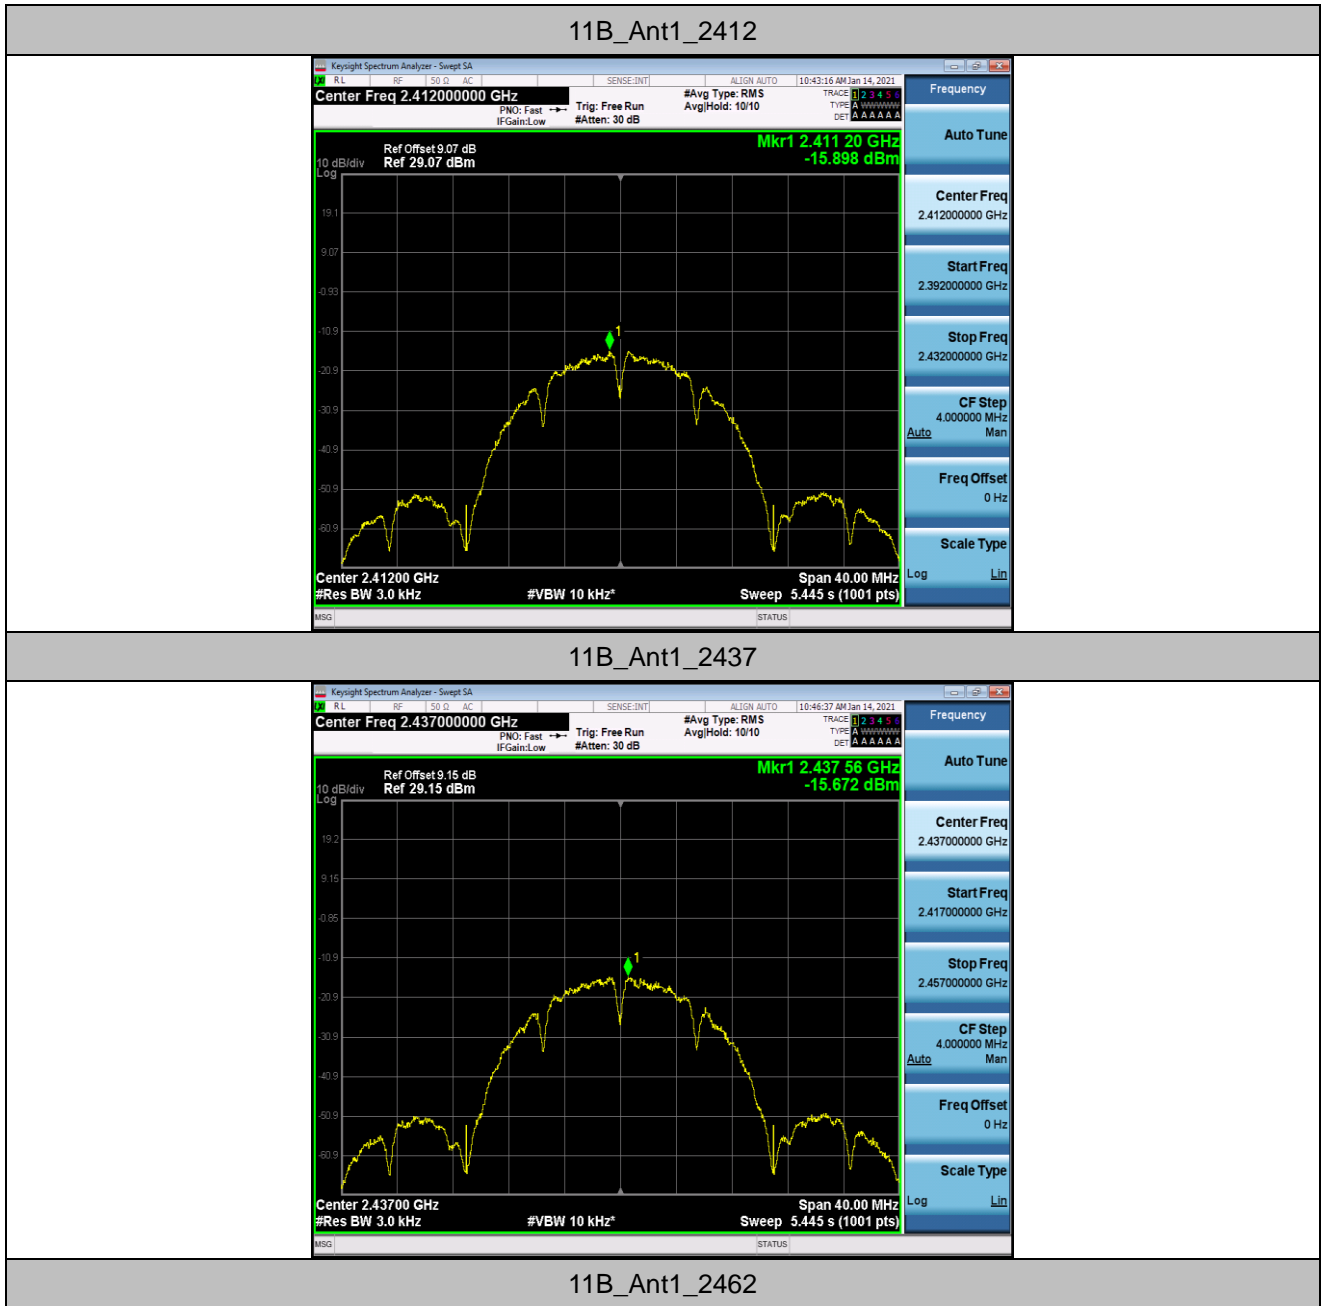 11B_Ant1_2412
Keysight Spectrum Analyzer - Swept SA
RL RF 50 Ω AC SENSE:INT ALIGN AUTO 10:43:16 AM Jan 14, 2021
Center Freq 2.412000000 GHz
PNO: Fast
IFGain:Low
Trig: Free Run
#Atten: 30 dB
#Avg Type: RMS
Avg|Hold: 10/10
TRACE 1 2 3 4 5 6
TYPE A WWWWW
DET A A A A A A
Frequency
Mkr1 2.411 20 GHz
-15.898 dBm
Ref Offset 9.07 dB
10 dB/div Ref 29.07 dBm
Log
19.1
9.07
-0.93
-10.9
-20.9
-30.9
-40.9
-50.9
-60.9
1
Center 2.41200 GHz Span 40.00 MHz
#Res BW 3.0 kHz #VBW 10 kHz* Sweep 5.445 s (1001 pts)
MSG STATUS
Auto Tune
Center Freq
2.412000000 GHz
Start Freq
2.392000000 GHz
Stop Freq
2.432000000 GHz
CF Step
4.000000 MHz
Auto Man
Freq Offset
0 Hz
Scale Type
Log Lin
11B_Ant1_2437
Keysight Spectrum Analyzer - Swept SA
RL RF 50 Ω AC SENSE:INT ALIGN AUTO 10:46:37 AM Jan 14, 2021
Center Freq 2.437000000 GHz
PNO: Fast
IFGain:Low
Trig: Free Run
#Atten: 30 dB
#Avg Type: RMS
Avg|Hold: 10/10
TRACE 1 2 3 4 5 6
TYPE A WWWWW
DET A A A A A A
Frequency
Mkr1 2.437 56 GHz
-15.672 dBm
Ref Offset 9.15 dB
10 dB/div Ref 29.15 dBm
Log
19.2
9.15
-0.85
-10.9
-20.9
-30.9
-40.9
-50.9
-60.9
1
Center 2.43700 GHz Span 40.00 MHz
#Res BW 3.0 kHz #VBW 10 kHz* Sweep 5.445 s (1001 pts)
MSG STATUS
Auto Tune
Center Freq
2.437000000 GHz
Start Freq
2.417000000 GHz
Stop Freq
2.457000000 GHz
CF Step
4.000000 MHz
Auto Man
Freq Offset
0 Hz
Scale Type
Log Lin
11B_Ant1_2462